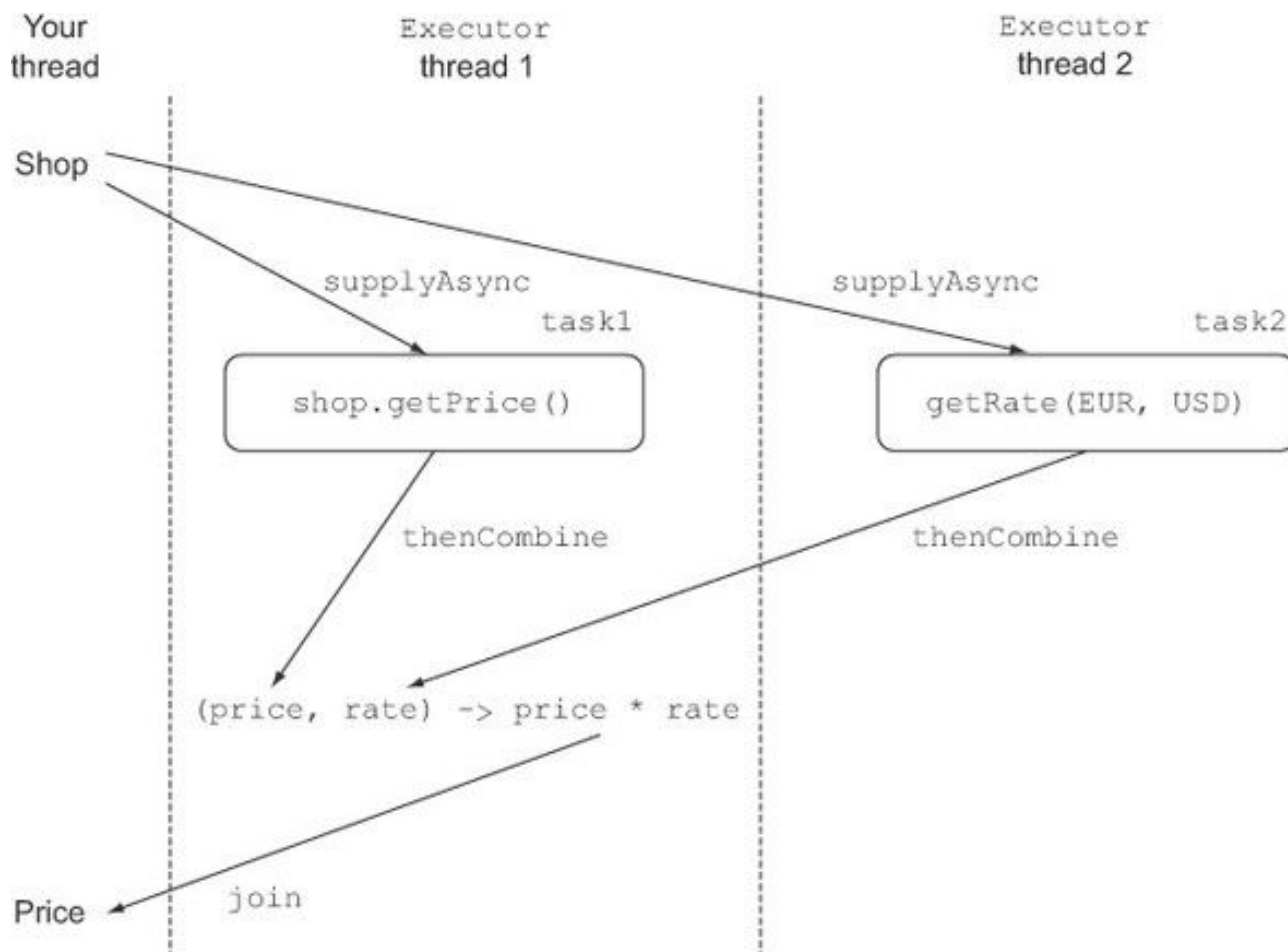 Your
thread
Executor
thread 1
Executor
thread 2
Shop
supplyAsync
supplyAsync
task1
task2
shop.getPrice()
getRate(EUR, USD)
thenCombine
thenCombine
(price, rate) -> price * rate
join
Price